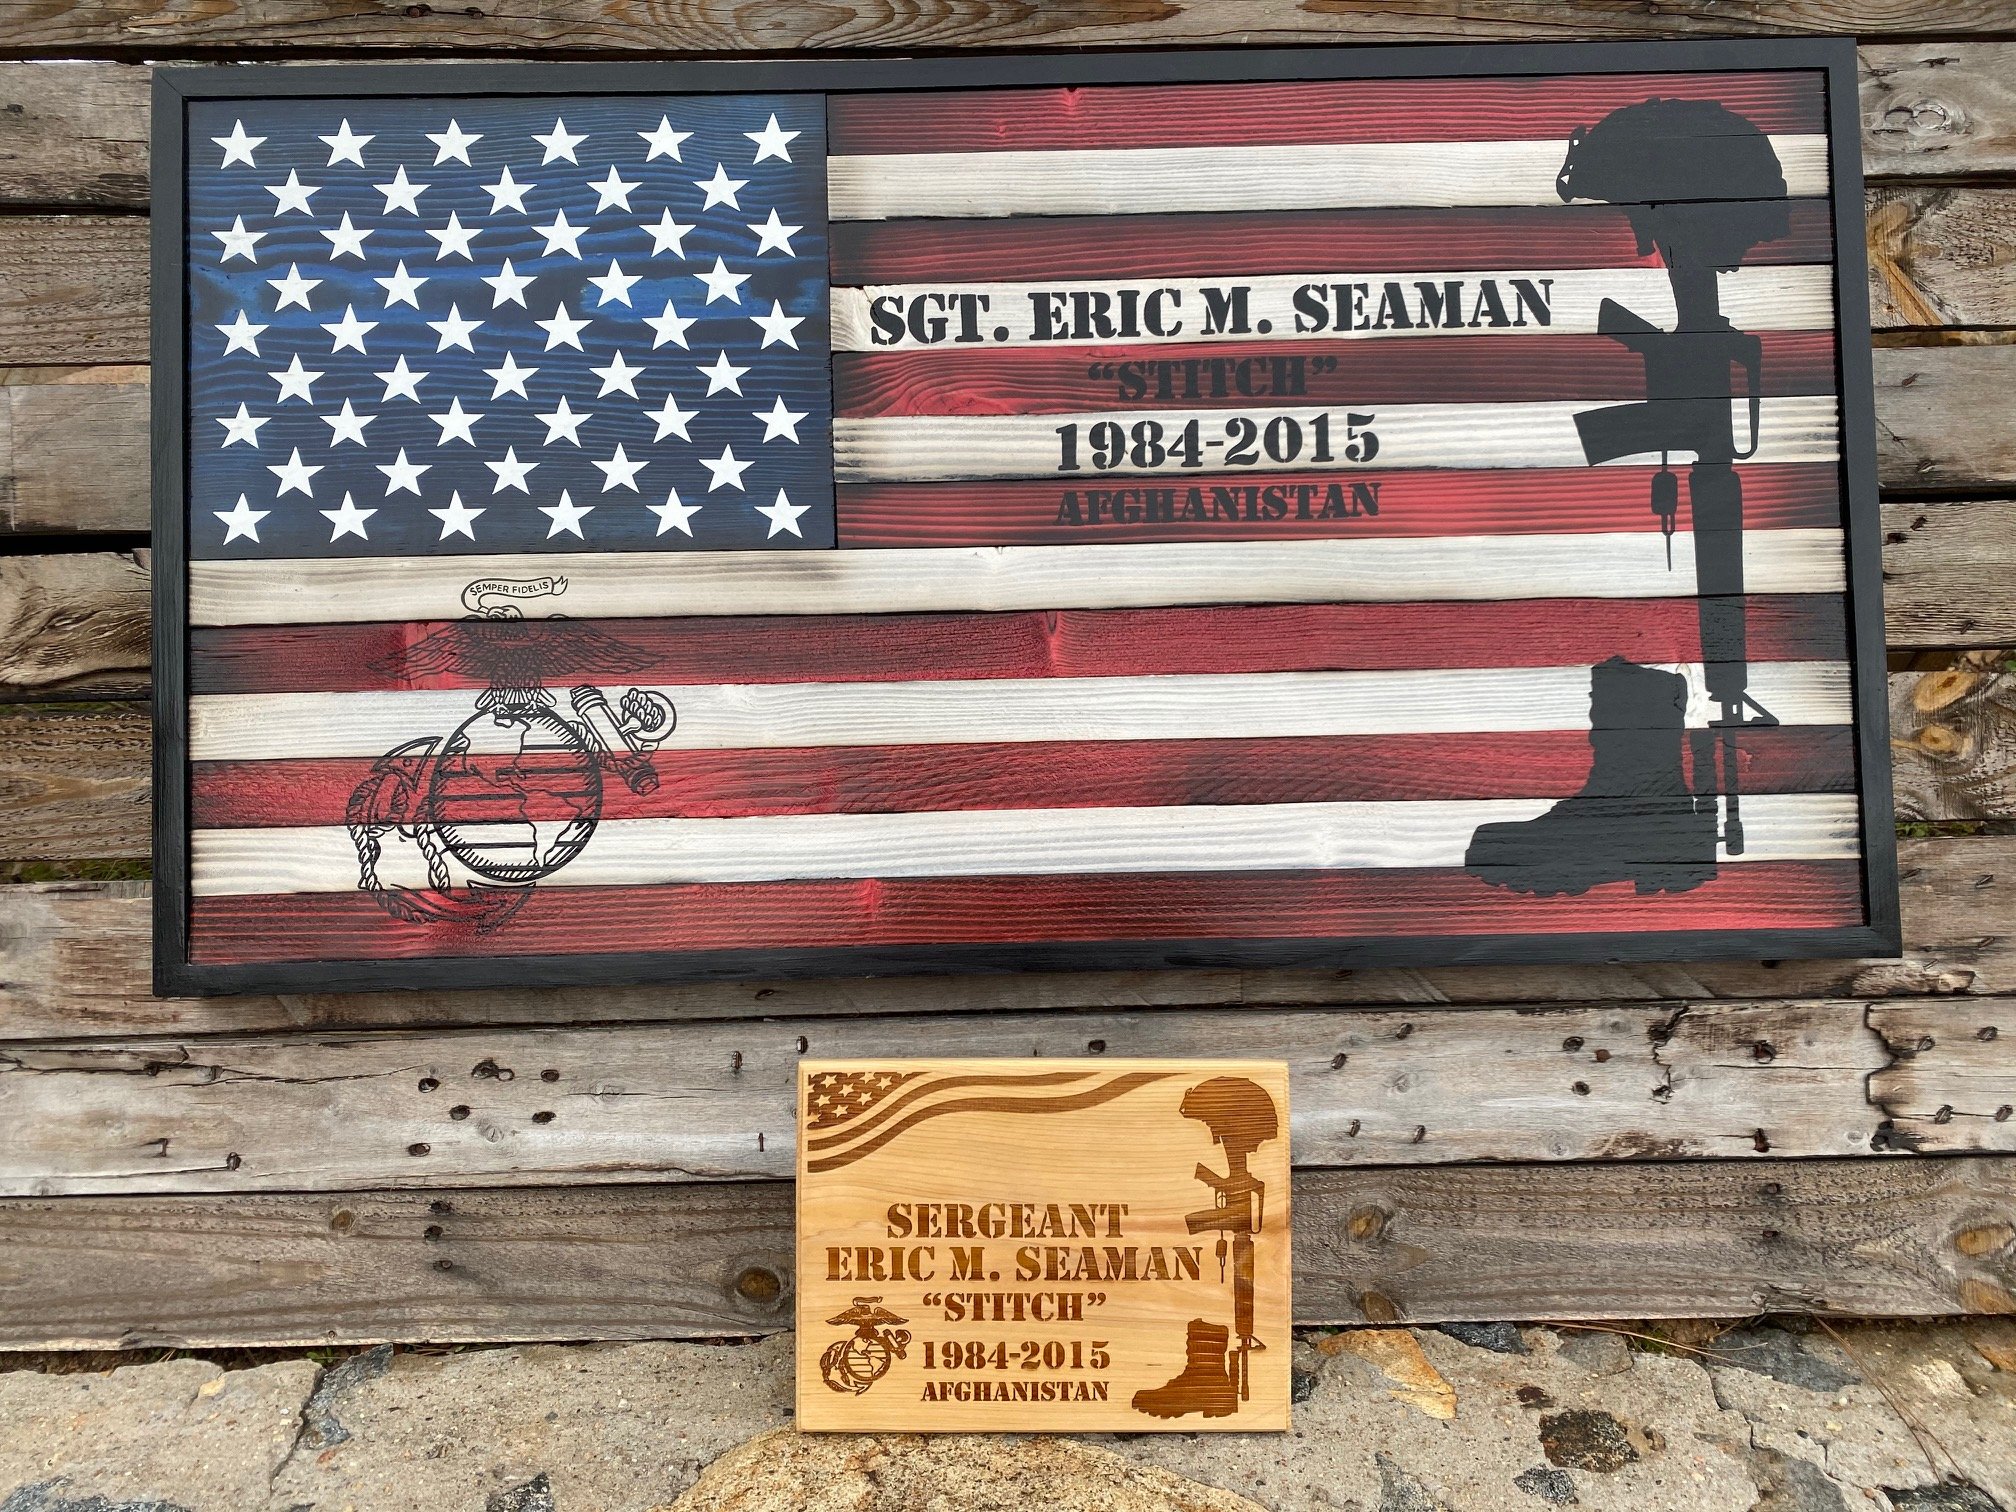 SGT. ERIC M. SEAMAN
“STITCH”
1984-2015
AFGHANISTAN
SEMPER FIDELIS
SERGEANT
ERIC M. SEAMAN
“STITCH”
1984-2015
AFGHANISTAN